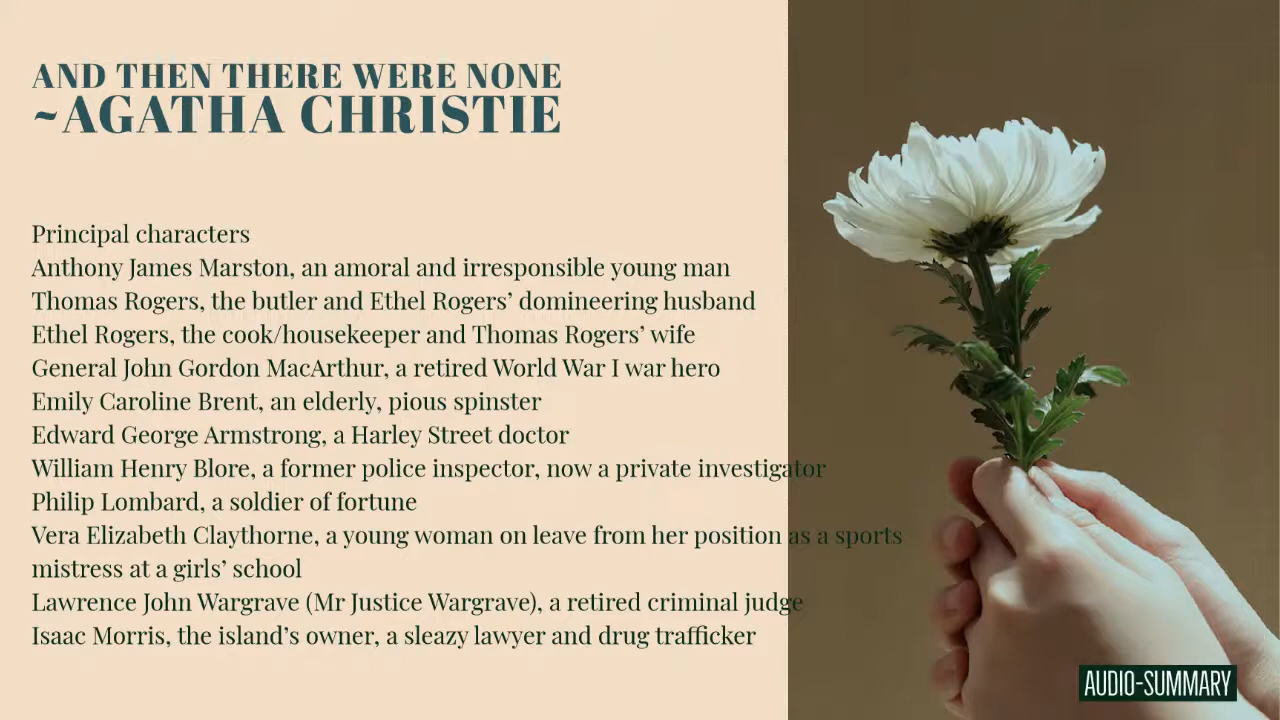 AND THEN THERE WERE NONE
~AGATHA CHRISTIE
Principal characters
Anthony James Marston, an amoral and irresponsible young man
Thomas Rogers, the butler and Ethel Rogers’ domineering husband
Ethel Rogers, the cook/housekeeper and Thomas Rogers’ wife
General John Gordon MacArthur, a retired World War I war hero
Emily Caroline Brent, an elderly, pious spinster
Edward George Armstrong, a Harley Street doctor
William Henry Blore, a former police inspector, now a private investigator
Philip Lombard, a soldier of fortune
Vera Elizabeth Claythorne, a young woman on leave from her position as a sports
mistress at a girls’ school
Lawrence John Wargrave (Mr Justice Wargrave), a retired criminal judge
Isaac Morris, the island’s owner, a sleazy lawyer and drug trafficker
AUDIO-SUMMARY